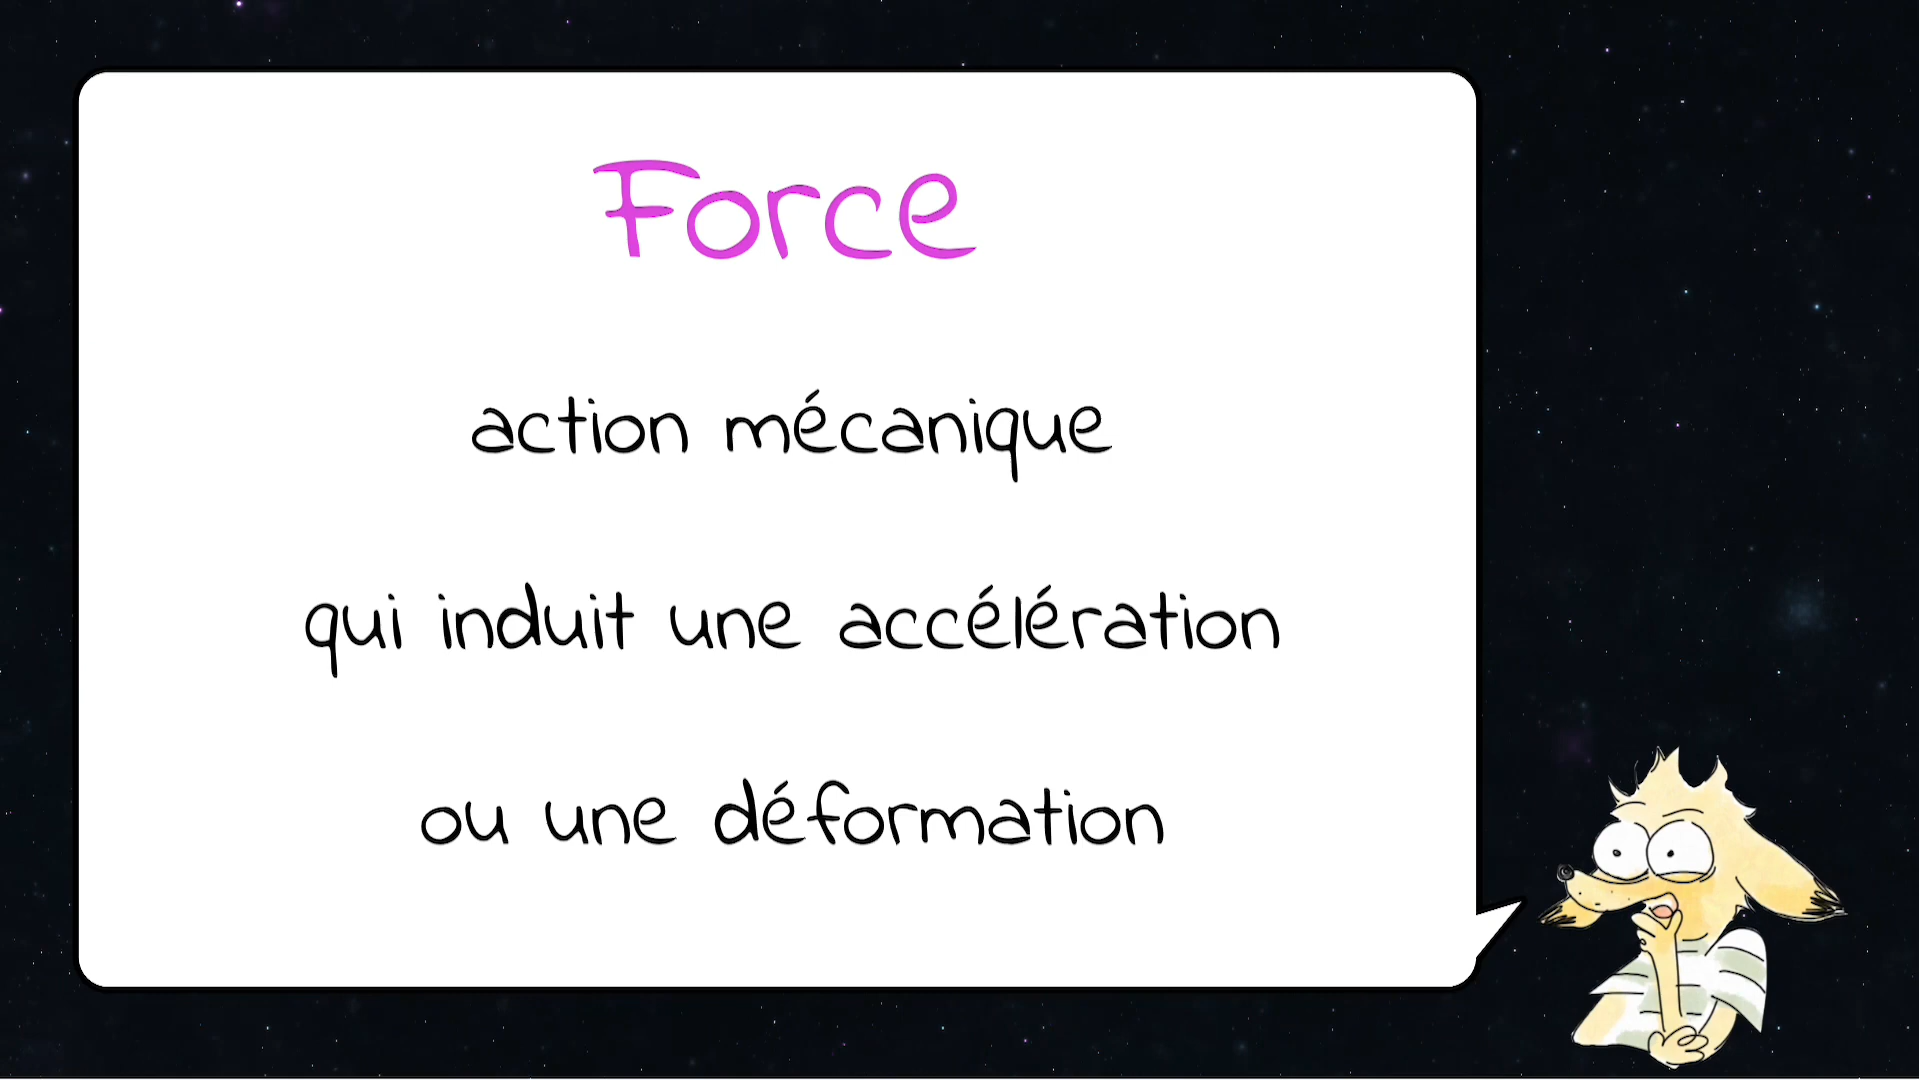 Force
action mécanique
qui induit une accélération
ou une déformation